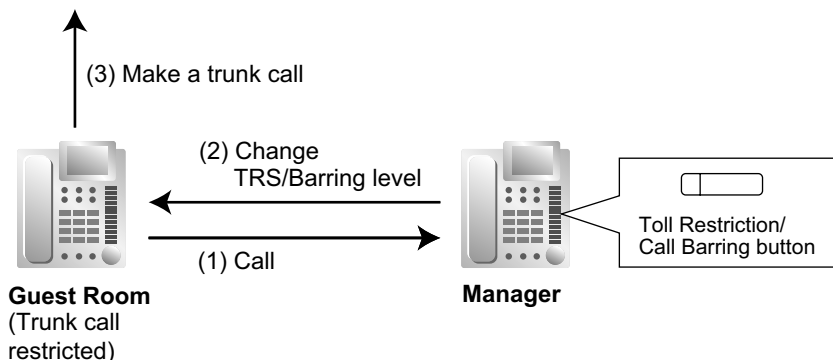 (3) Make a trunk call
(2) Change
TRS/Barring level
(1) Call
Toll Restriction/
Call Barring button
Guest Room
(Trunk call
restricted)
Manager